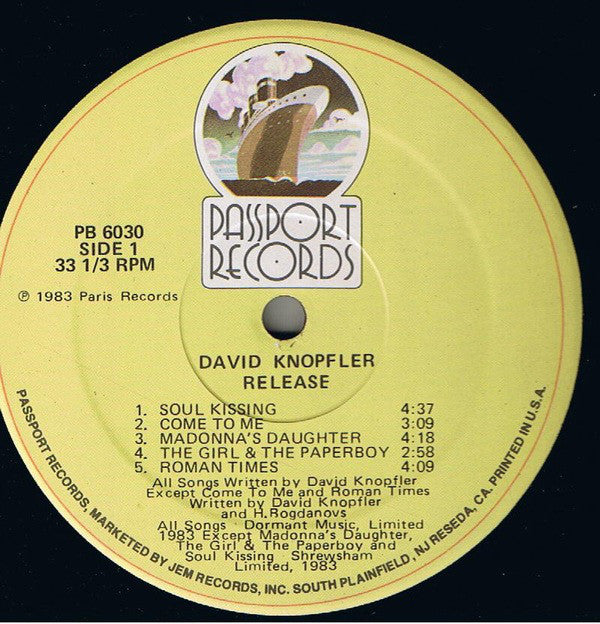 PASSPORT
RECORDS
PB 6030
SIDE 1
33 1/3 RPM
℗ 1983 Paris Records
DAVID KNOPFLER
RELEASE
1. SOUL KISSING 4:37
2. COME TO ME 3:09
3. MADONNA'S DAUGHTER 4:18
4. THE GIRL & THE PAPERBOY 2:58
5. ROMAN TIMES 4:09
All Songs Written by David Knopfler
Except Come To Me and Roman Times
Written by David Knopfler
and H.Rogdanovs
All Songs Dormant Music, Limited
1983 Except Madonna's Daughter,
The Girl & The Paperboy and
Soul Kissing Shrewsham
Limited, 1983
PASSPORT RECORDS, MARKETED BY JEM RECORDS, INC. SOUTH PLAINFIELD, NJ RESEDA, CA. PRINTED IN U.S.A.